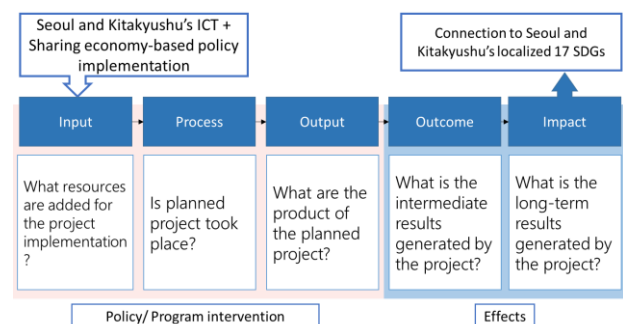 Seoul and Kitakyushu's ICT +
Sharing economy-based policy
implementation
Connection to Seoul and
Kitakyushu's localized 17 SDGs
Input
Process
Output
Outcome
Impact
What resources
are added for
the project
implementation
?
Is planned
project took
place?
What are the
product of
the planned
project?
What is the
intermediate
results
generated by
the project?
What is the
long-term
results
generated by
the project?
Policy/ Program intervention
Effects